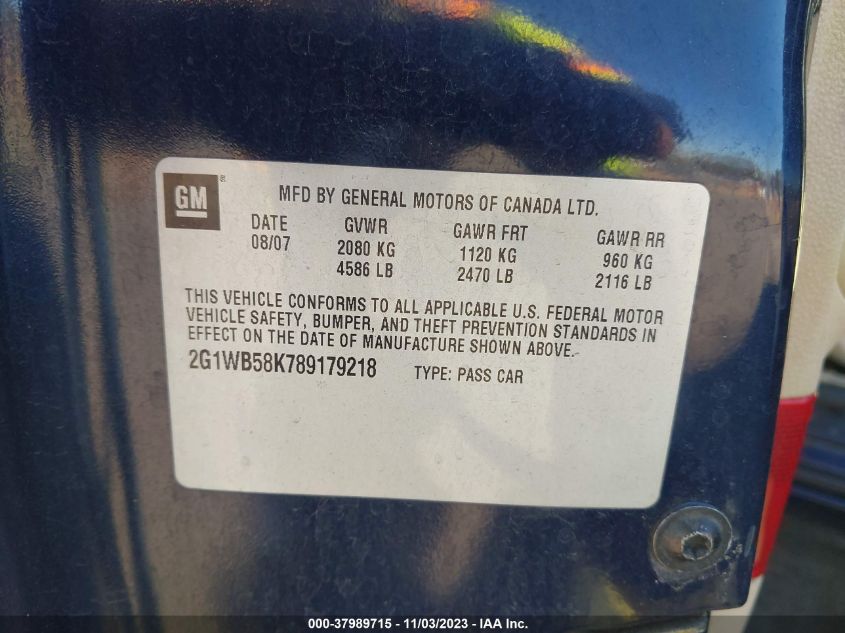 GM®
MFD BY GENERAL MOTORS OF CANADA LTD.
DATE GVWR GAWR FRT GAWR RR
08/07 2080 KG 1120 KG 960 KG
4586 LB 2470 LB 2116 LB
THIS VEHICLE CONFORMS TO ALL APPLICABLE U.S. FEDERAL MOTOR
VEHICLE SAFETY, BUMPER, AND THEFT PREVENTION STANDARDS IN
EFFECT ON THE DATE OF MANUFACTURE SHOWN ABOVE.
2G1WB58K789179218 TYPE: PASS CAR
000-37989715 - 11/03/2023 - IAA Inc.